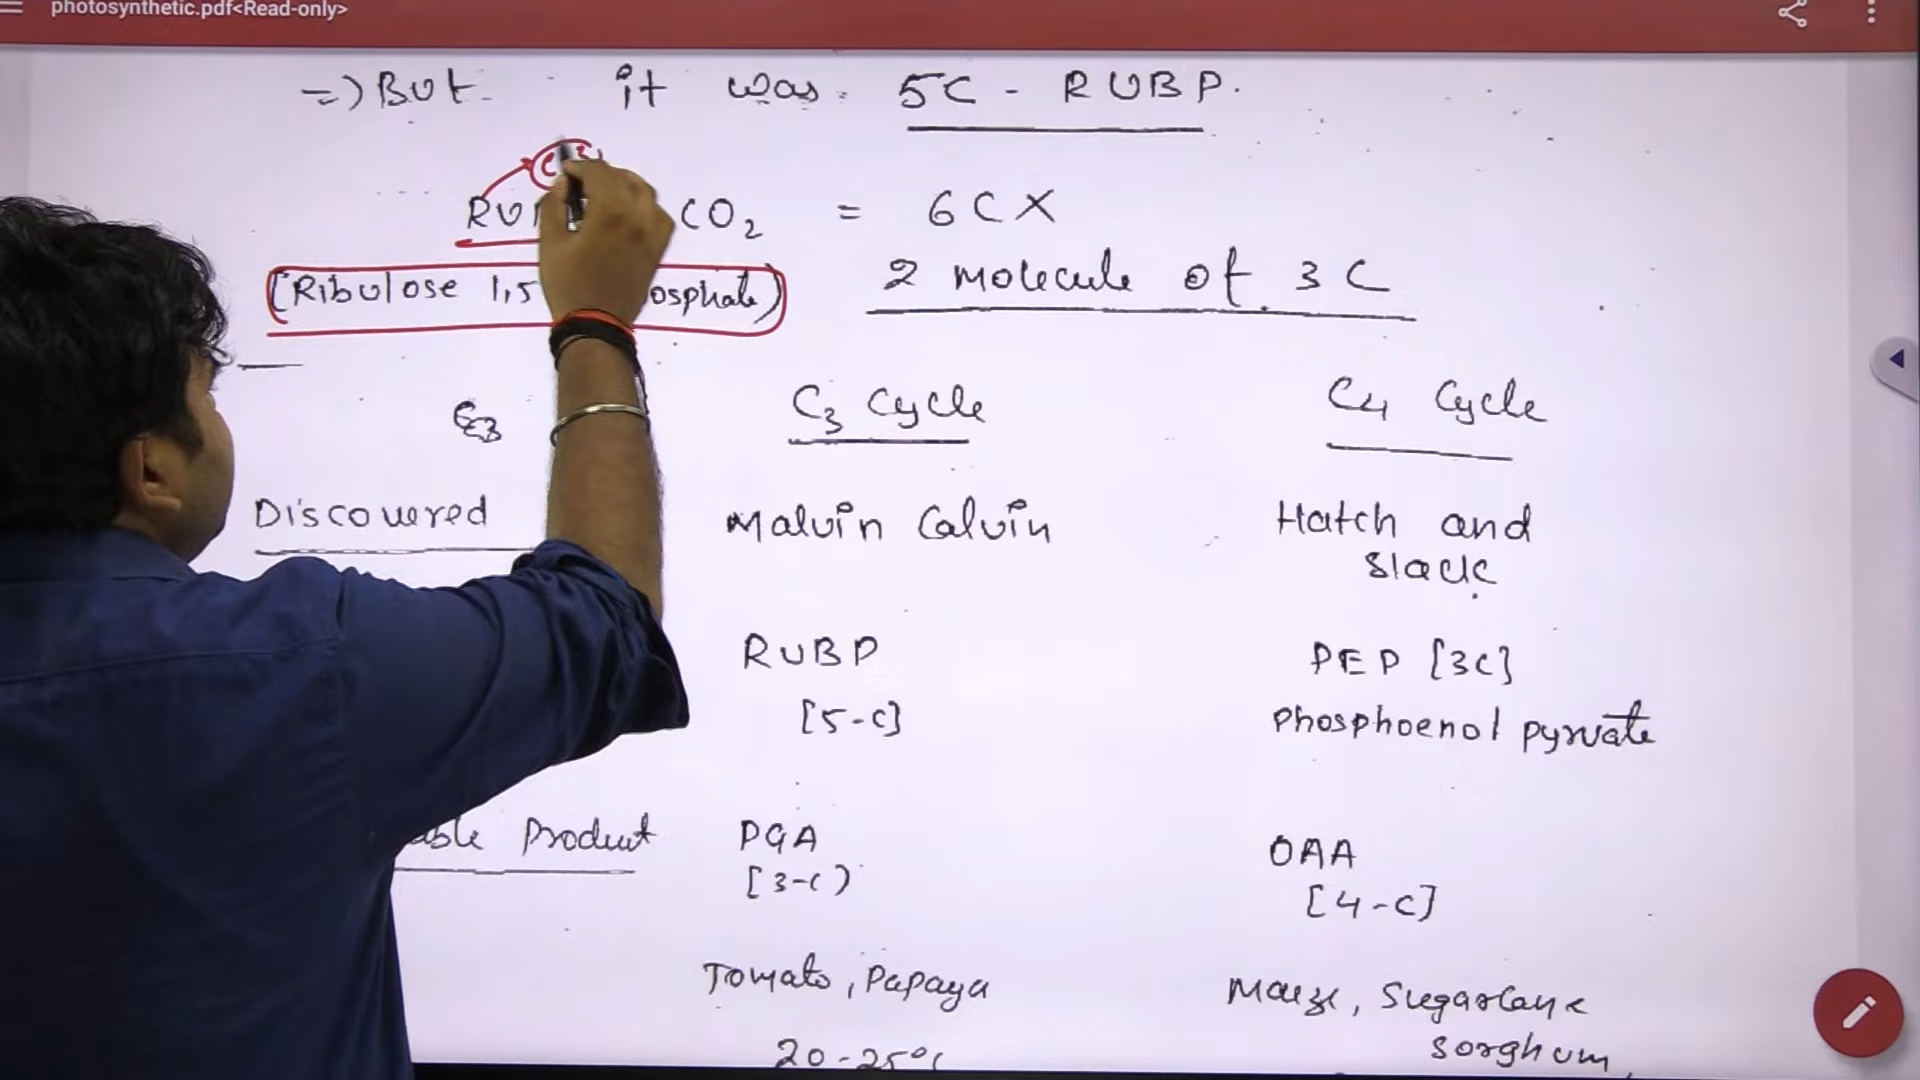 photosynthetic.pdf<Read-only>
=) But it was 5C - RUBP.
CO2 = 6CX
(Ribulose 1,5
2 molecule of 3C
C3 Cycle C4 Cycle
Discovered Malvin Calvin Hatch and
Slack
RUBP PEP [3C]
[5-C] Phosphoenol pyruvate
Product PGA OAA
[3-C) [4-C]
Tomato, Papaya Maize, Sugarcane
20-25°C Sorghum,